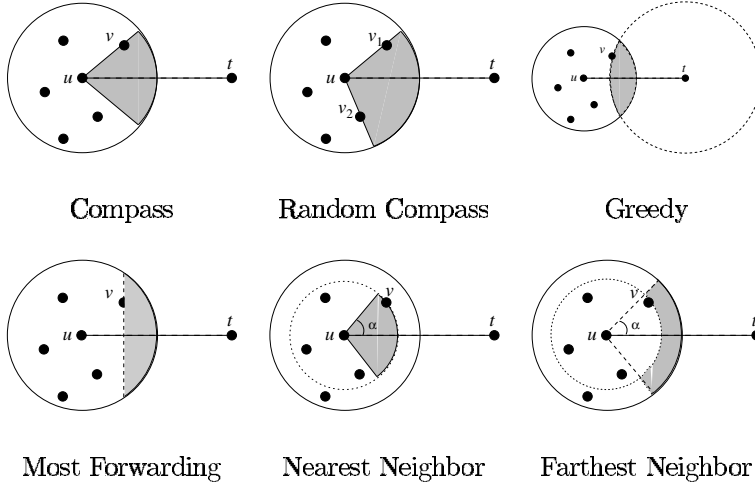 v
u
t
Compass
v1
u
t
v2
Random Compass
v
u
t
Greedy
v
u
t
Most Forwarding
v
u
α
t
Nearest Neighbor
v
u
α
t
Farthest Neighbor